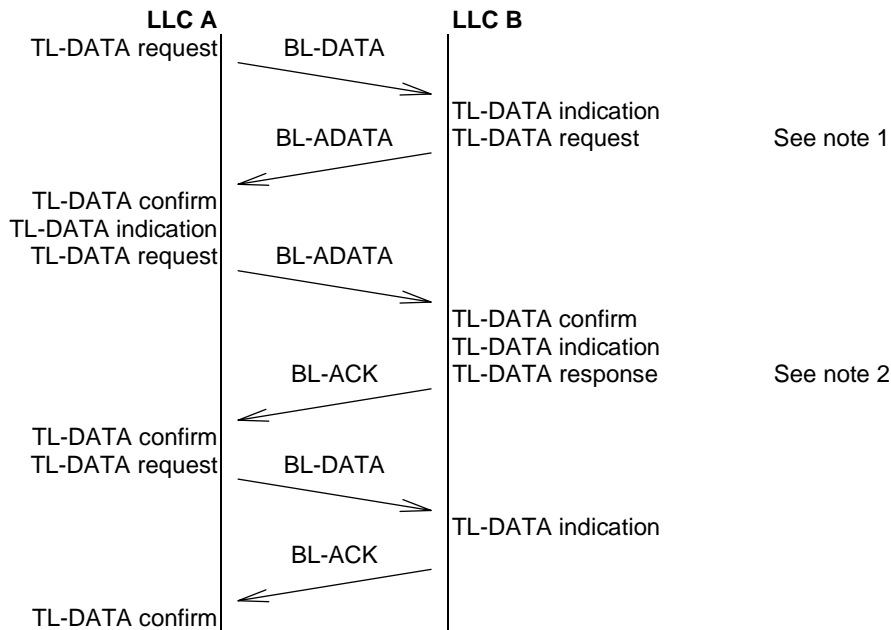 LLC A LLC B
TL-DATA request BL-DATA
TL-DATA indication
BL-ADATA TL-DATA request See note 1
TL-DATA confirm
TL-DATA indication
TL-DATA request BL-ADATA
TL-DATA confirm
TL-DATA indication
BL-ACK TL-DATA response See note 2
TL-DATA confirm
TL-DATA request BL-DATA
TL-DATA indication
BL-ACK
TL-DATA confirm